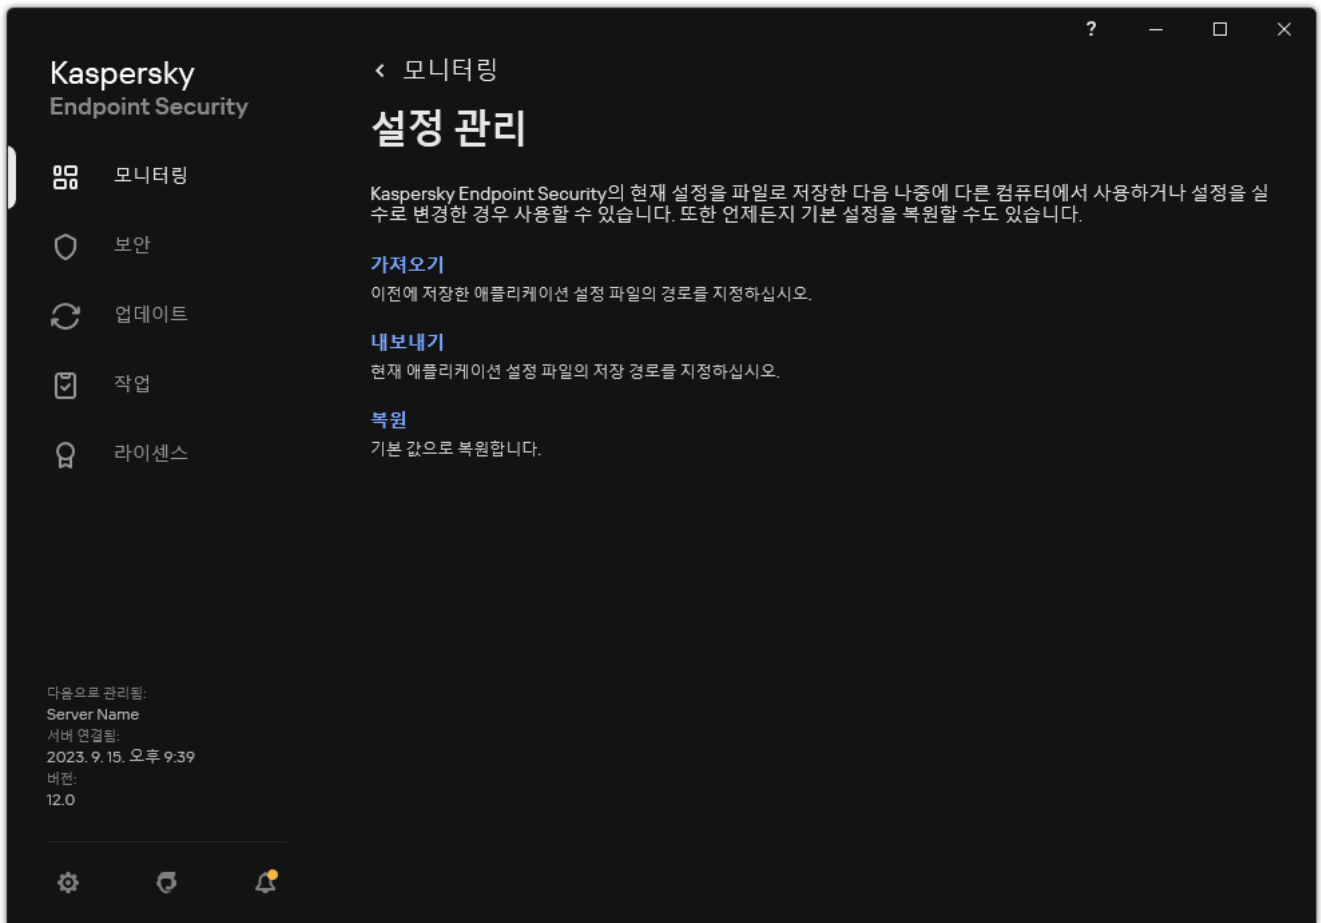 ?
Kaspersky
Endpoint Security
모니터링
보안
업데이트
작업
라이센스
다음으로 관리됨:
Server Name
서버 연결됨:
2023. 9. 15. 오후 9:39
버전:
12.0
모니터링
설정 관리
Kaspersky Endpoint Security의 현재 설정을 파일로 저장한 다음 나중에 다른 컴퓨터에서 사용하거나 설정을 실
수로 변경한 경우 사용할 수 있습니다. 또한 언제든지 기본 설정을 복원할 수도 있습니다.
가져오기
이전에 저장한 애플리케이션 설정 파일의 경로를 지정하십시오.
내보내기
현재 애플리케이션 설정 파일의 저장 경로를 지정하십시오.
복원
기본 값으로 복원합니다.